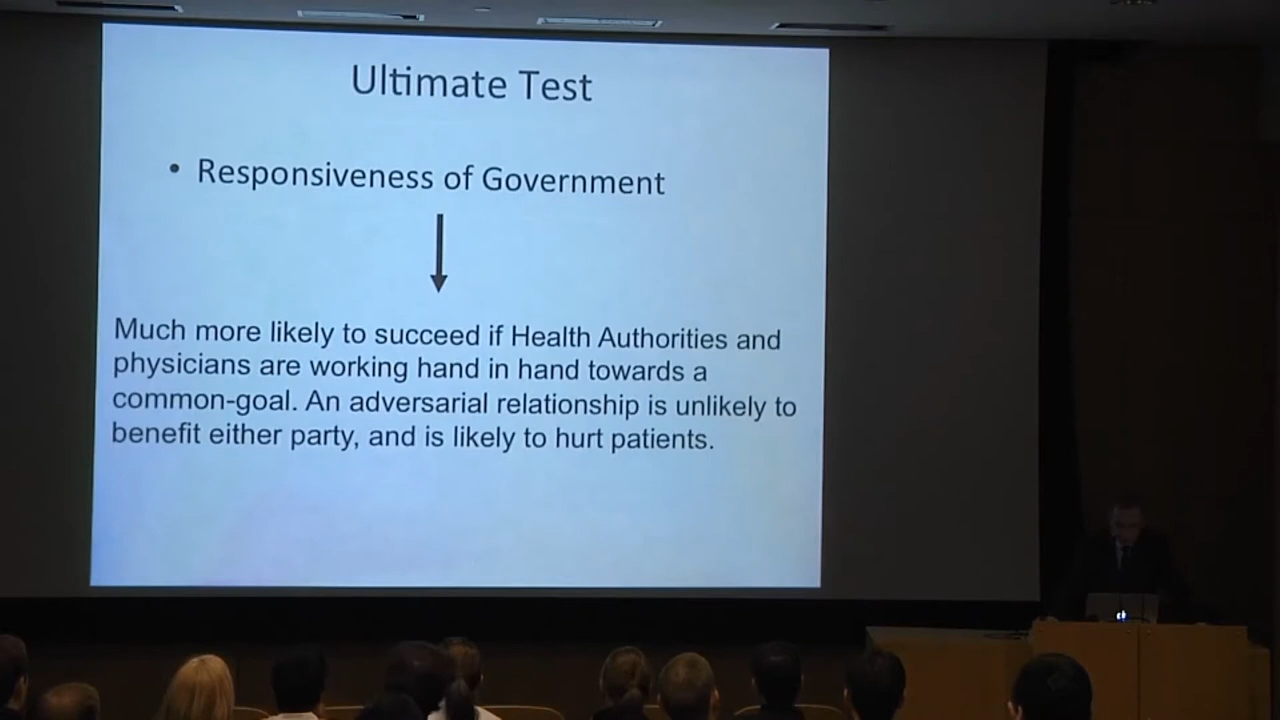 Ultimate Test
• Responsiveness of Government
Much more likely to succeed if Health Authorities and
physicians are working hand in hand towards a
common-goal. An adversarial relationship is unlikely to
benefit either party, and is likely to hurt patients.